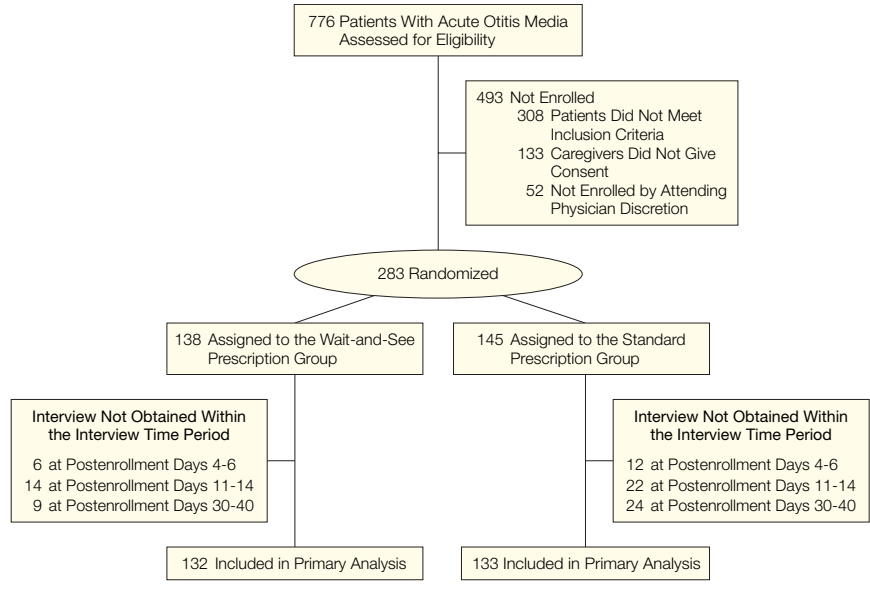 776 Patients With Acute Otitis Media
Assessed for Eligibility
493 Not Enrolled
308 Patients Did Not Meet
Inclusion Criteria
133 Caregivers Did Not Give
Consent
52 Not Enrolled by Attending
Physician Discretion
283 Randomized
138 Assigned to the Wait-and-See
Prescription Group
145 Assigned to the Standard
Prescription Group
Interview Not Obtained Within
the Interview Time Period
6 at Postenrollment Days 4-6
14 at Postenrollment Days 11-14
9 at Postenrollment Days 30-40
Interview Not Obtained Within
the Interview Time Period
12 at Postenrollment Days 4-6
22 at Postenrollment Days 11-14
24 at Postenrollment Days 30-40
132 Included in Primary Analysis
133 Included in Primary Analysis